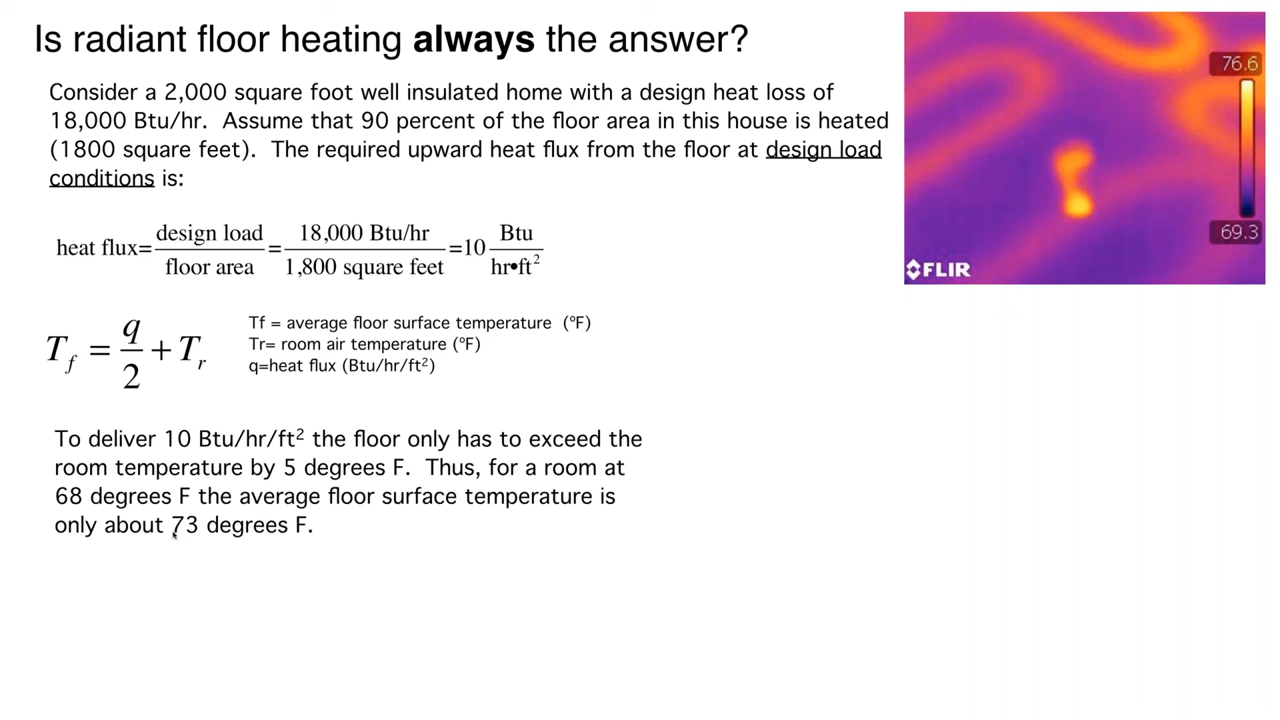 Is radiant floor heating always the answer?
Consider a 2,000 square foot well insulated home with a design heat loss of
18,000 Btu/hr.  Assume that 90 percent of the floor area in this house is heated
(1800 square feet).  The required upward heat flux from the floor at design load
conditions is:
heat flux= design load / floor area = 18,000 Btu/hr / 1,800 square feet =10 Btu / hr•ft²
T_f = q/2 + T_r
Tf = average floor surface temperature  (ºF)
Tr= room air temperature (ºF)
q=heat flux (Btu/hr/ft²)
To deliver 10 Btu/hr/ft² the floor only has to exceed the
room temperature by 5 degrees F.  Thus, for a room at
68 degrees F the average floor surface temperature is
only about 73 degrees F.
76.6
69.3
FLIR